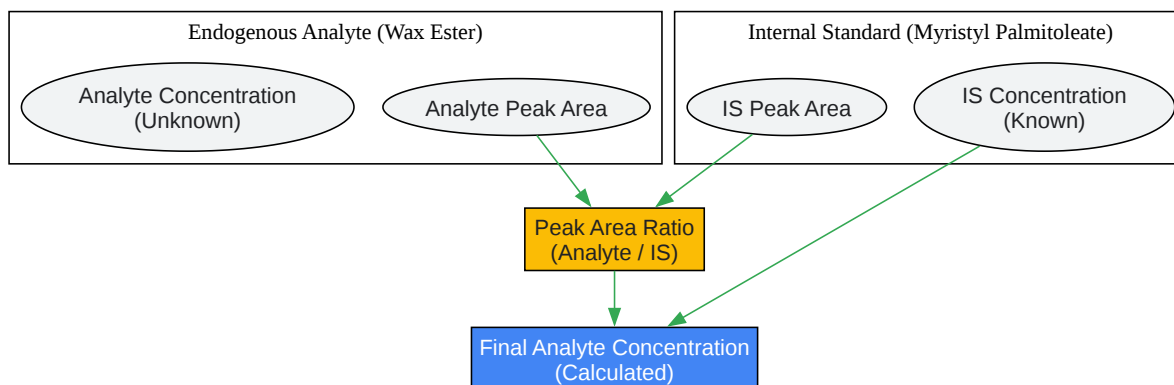 Endogenous Analyte (Wax Ester)
Analyte Concentration
(Unknown)
Analyte Peak Area
Internal Standard (Myristyl Palmitoleate)
IS Peak Area
IS Concentration
(Known)
Peak Area Ratio
(Analyte / IS)
Final Analyte Concentration
(Calculated)